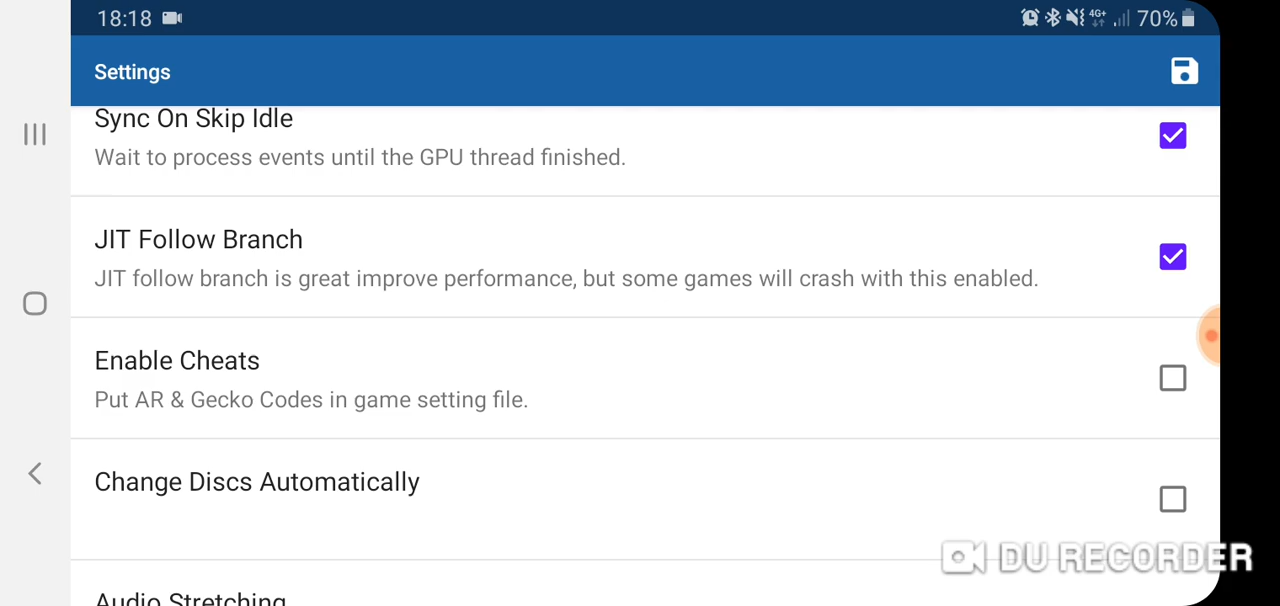 18:18
4G+
70%
Settings
Sync On Skip Idle
Wait to process events until the GPU thread finished.
JIT Follow Branch
JIT follow branch is great improve performance, but some games will crash with this enabled.
Enable Cheats
Put AR & Gecko Codes in game setting file.
Change Discs Automatically
DU RECORDER
Audio Stretching